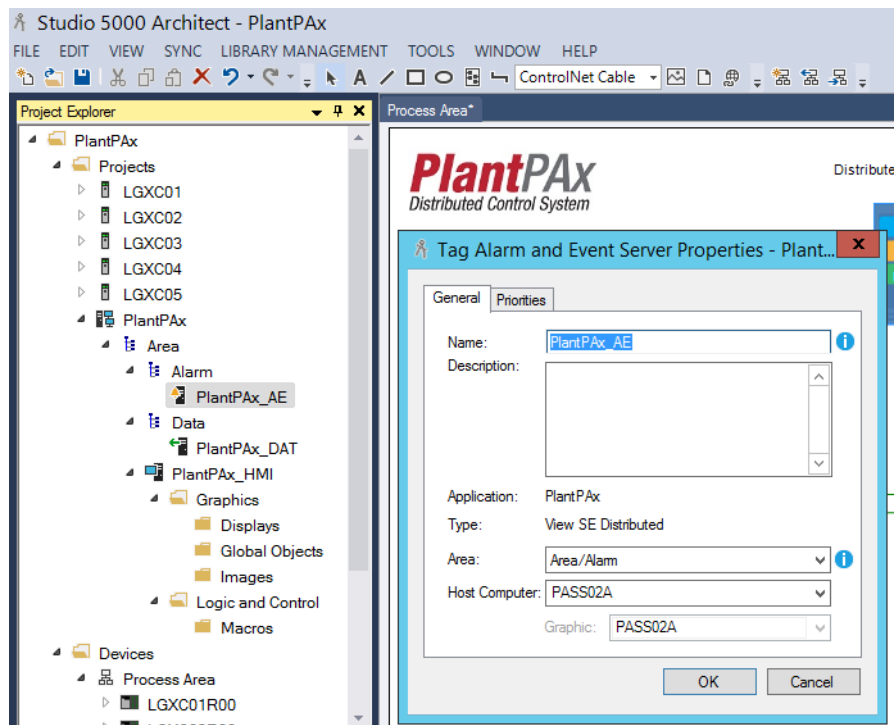 Studio 5000 Architect - PlantPAx
FILE EDIT VIEW SYNC LIBRARY MANAGEMENT TOOLS WINDOW HELP
A ControlNet Cable
Project Explorer
PlantPAx
Projects
LGXC01
LGXC02
LGXC03
LGXC04
LGXC05
PlantPAx
Area
Alarm
PlantPAx_AE
Data
PlantPAx_DAT
PlantPAx_HMI
Graphics
Displays
Global Objects
Images
Logic and Control
Macros
Devices
Process Area
LGXC01R00
Process Area*
PlantPAx
Distributed Control System
Distribute
Tag Alarm and Event Server Properties - Plant... x
General Priorities
Name: PlantPAx_AE
Description:
Application: PlantPAx
Type: View SE Distributed
Area: Area/Alarm
Host Computer: PASS02A
Graphic: PASS02A
OK Cancel